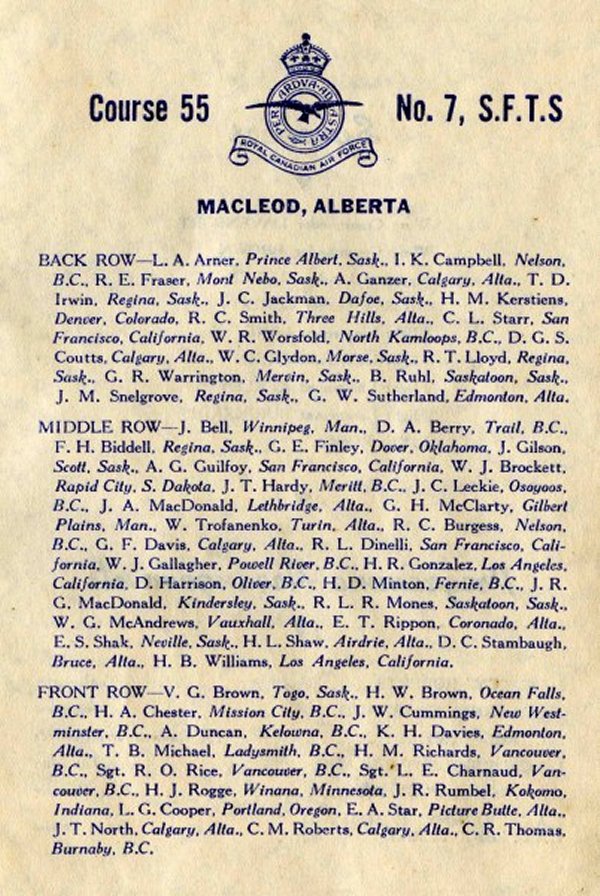 Course 55
No. 7, S.F.T.S
PER ARDVA AD ASTRA
ROYAL CANADIAN AIR FORCE
MACLEOD, ALBERTA
BACK ROW—L. A. Arner, Prince Albert, Sask., I. K. Campbell, Nelson,
B.C., R. E. Fraser, Mont Nebo, Sask., A. Ganzer, Calgary, Alta., T. D.
Irwin, Regina, Sask., J. C. Jackman, Dafoe, Sask., H. M. Kerstiens,
Denver, Colorado, R. C. Smith, Three Hills, Alta., C. L. Starr, San
Francisco, California, W. R. Worsfold, North Kamloops, B.C., D. G. S.
Coutts, Calgary, Alta., W. C. Glydon, Morse, Sask., R. T. Lloyd, Regina,
Sask., G. R. Warrington, Mervin, Sask., B. Ruhl, Saskatoon, Sask.,
J. M. Snelgrove, Regina, Sask., G. W. Sutherland, Edmonton, Alta.
MIDDLE ROW—J. Bell, Winnipeg, Man., D. A. Berry, Trail, B.C.,
F. H. Biddell, Regina, Sask., G. E. Finley, Dover, Oklahoma, J. Gilson,
Scott, Sask., A. G. Guilfoy, San Francisco, California, W. J. Brockett,
Rapid City, S. Dakota, J. T. Hardy, Meritt, B.C., J. C. Leckie, Osoyoos,
B.C., J. A. MacDonald, Lethbridge, Alta., G. H. McClarty, Gilbert
Plains, Man., W. Trofanenko, Turin, Alta., R. C. Burgess, Nelson,
B.C., G. F. Davis, Calgary, Alta., R. L. Dinelli, San Francisco, Cali-
fornia, W. J. Gallagher, Powell River, B.C., H. R. Gonzalez, Los Angeles,
California, D. Harrison, Oliver, B.C., H. D. Minton, Fernie, B.C., J. R.
G. MacDonald, Kindersley, Sask., R. L. R. Mones, Saskatoon, Sask.,
W. G. McAndrews, Vauxhall, Alta., E. T. Rippon, Coronado, Alta.,
E. S. Shak, Neville, Sask., H. L. Shaw, Airdrie, Alta., D. C. Stambaugh,
Bruce, Alta., H. B. Williams, Los Angeles, California.
FRONT ROW—V. G. Brown, Togo, Sask., H. W. Brown, Ocean Falls,
B.C., H. A. Chester, Mission City, B.C., J. W. Cummings, New West-
minster, B.C., A. Duncan, Kelowna, B.C., K. H. Davies, Edmonton,
Alta., T. B. Michael, Ladysmith, B.C., H. M. Richards, Vancouver,
B.C., Sgt. R. O. Rice, Vancouver, B.C., Sgt. L. E. Charnaud, Van-
couver, B.C., H. J. Rogge, Winana, Minnesota, J. R. Rumbel, Kokomo,
Indiana, L. G. Cooper, Portland, Oregon, E. A. Star, Picture Butte, Alta.,
J. T. North, Calgary, Alta., C. M. Roberts, Calgary, Alta., C. R. Thomas,
Burnaby, B.C.